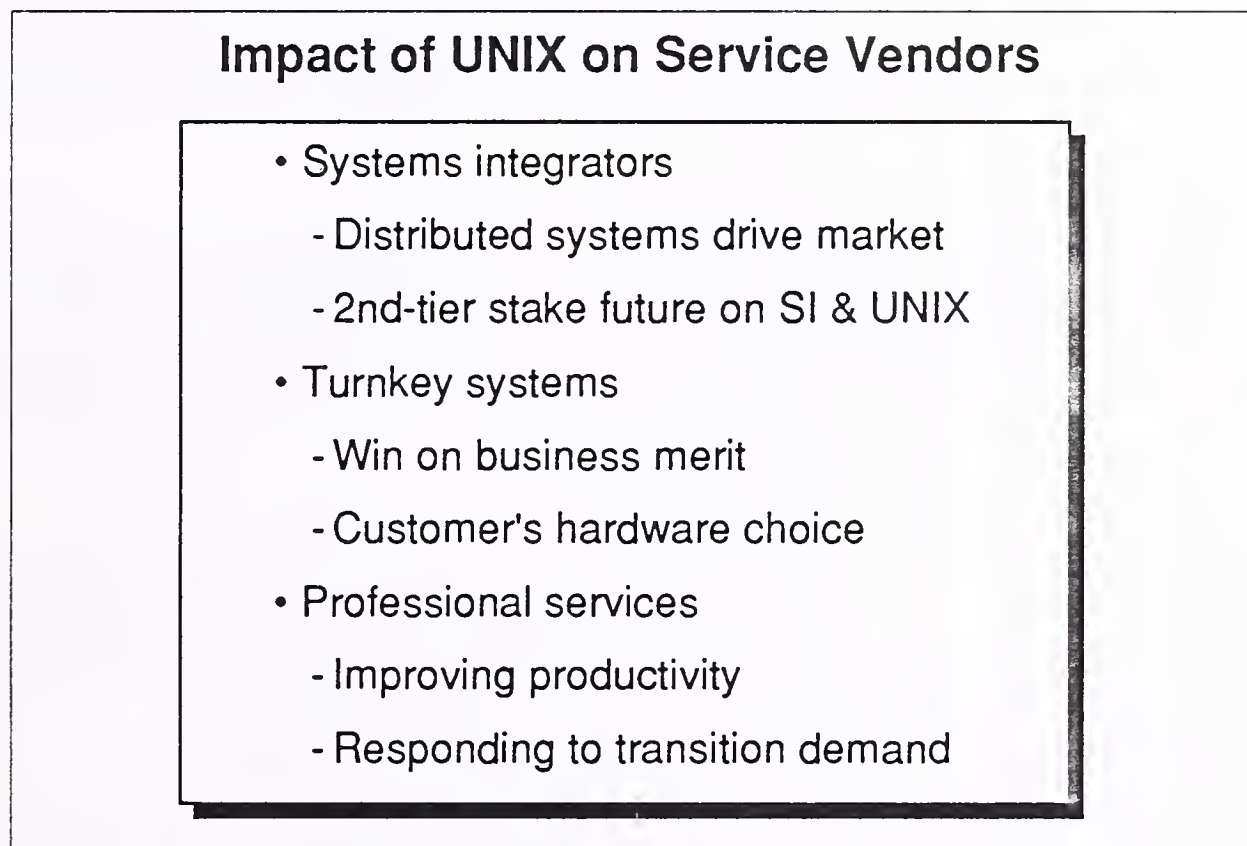 Impact of UNIX on Service Vendors
• Systems integrators
- Distributed systems drive market
- 2nd-tier stake future on SI & UNIX
• Turnkey systems
- Win on business merit
- Customer's hardware choice
• Professional services
- Improving productivity
- Responding to transition demand